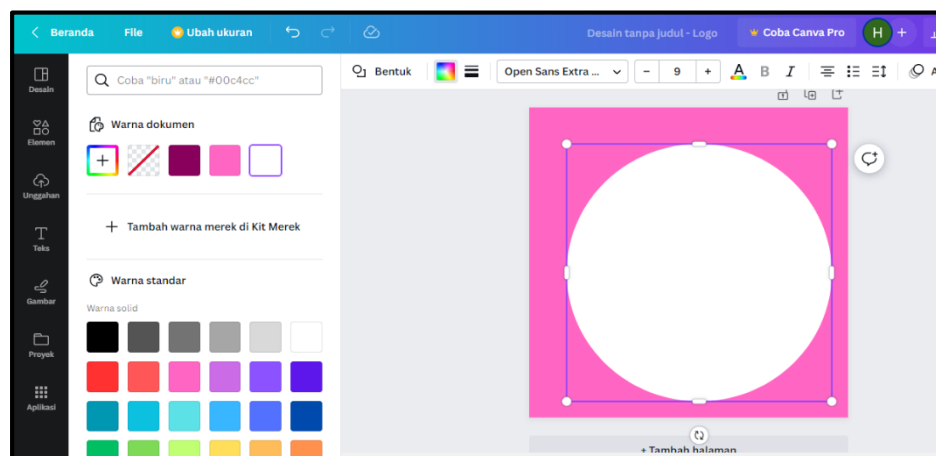 Beranda File Ubah ukuran Desain tanpa judul - Logo Coba Canva Pro H +
Coba "biru" atau "#00c4cc" Bentuk Open Sans Extra ... - 9 + A B I A
Desain
Warna dokumen
Elemen
+
Unggahan
+ Tambah warna merek di Kit Merek
Teks
Warna standar
Gambar
Warna solid
Proyek
Aplikasi
+ Tambah halaman